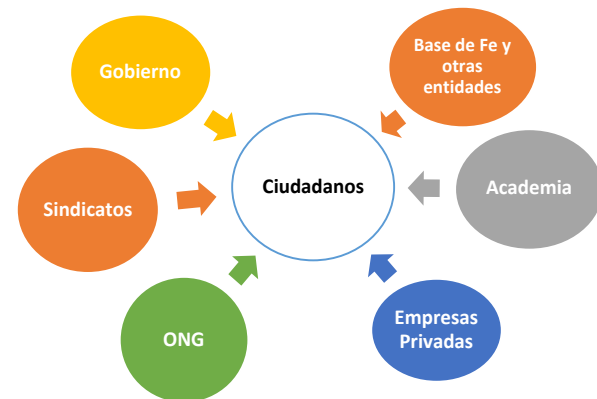 Gobierno
Base de Fe y
otras
entidades
Ciudadanos
Sindicatos
Academia
ONG
Empresas
Privadas